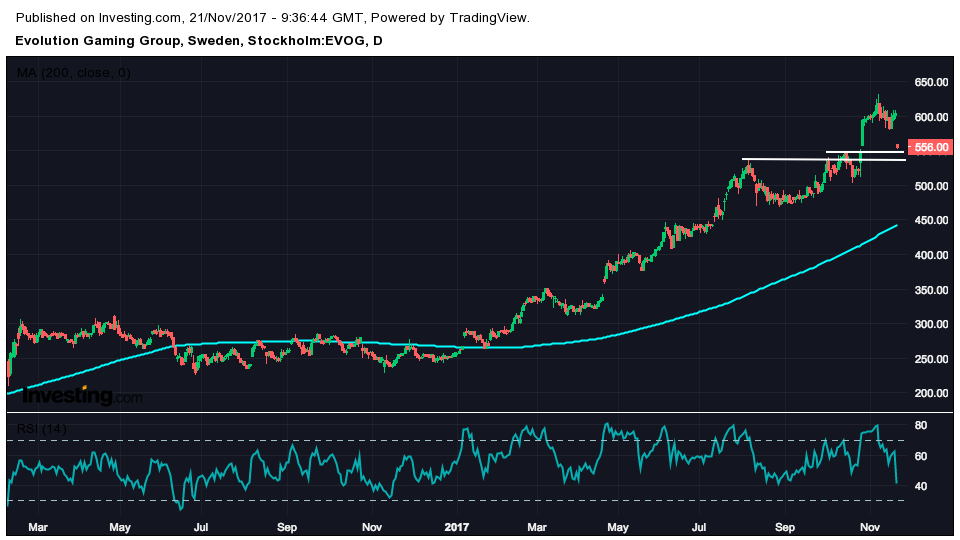 Published on Investing.com, 21/Nov/2017 - 9:36:44 GMT, Powered by TradingView.
Evolution Gaming Group, Sweden, Stockholm:EVOG, D
MA (200, close, 0)
650.00
600.00
556.00
500.00
450.00
400.00
350.00
300.00
250.00
200.00
Investing.com
RSI (14)
80
60
40
Mar May Jul Sep Nov 2017 Mar May Jul Sep Nov